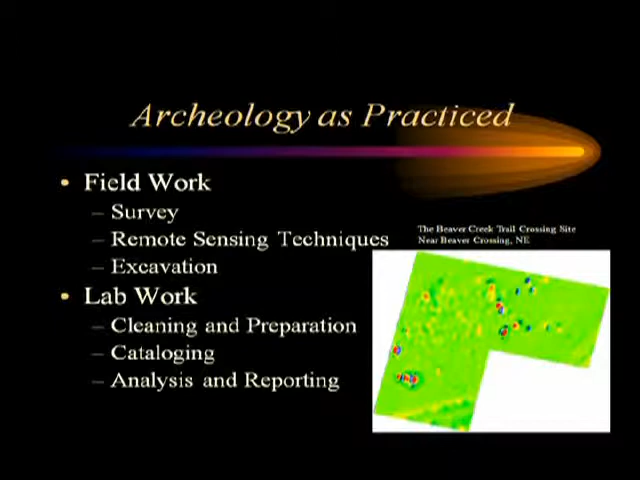 Archeology as Practiced
• Field Work
– Survey
– Remote Sensing Techniques
– Excavation
• Lab Work
– Cleaning and Preparation
– Cataloging
– Analysis and Reporting
The Beaver Creek Trail Crossing Site
Near Beaver Crossing, NE